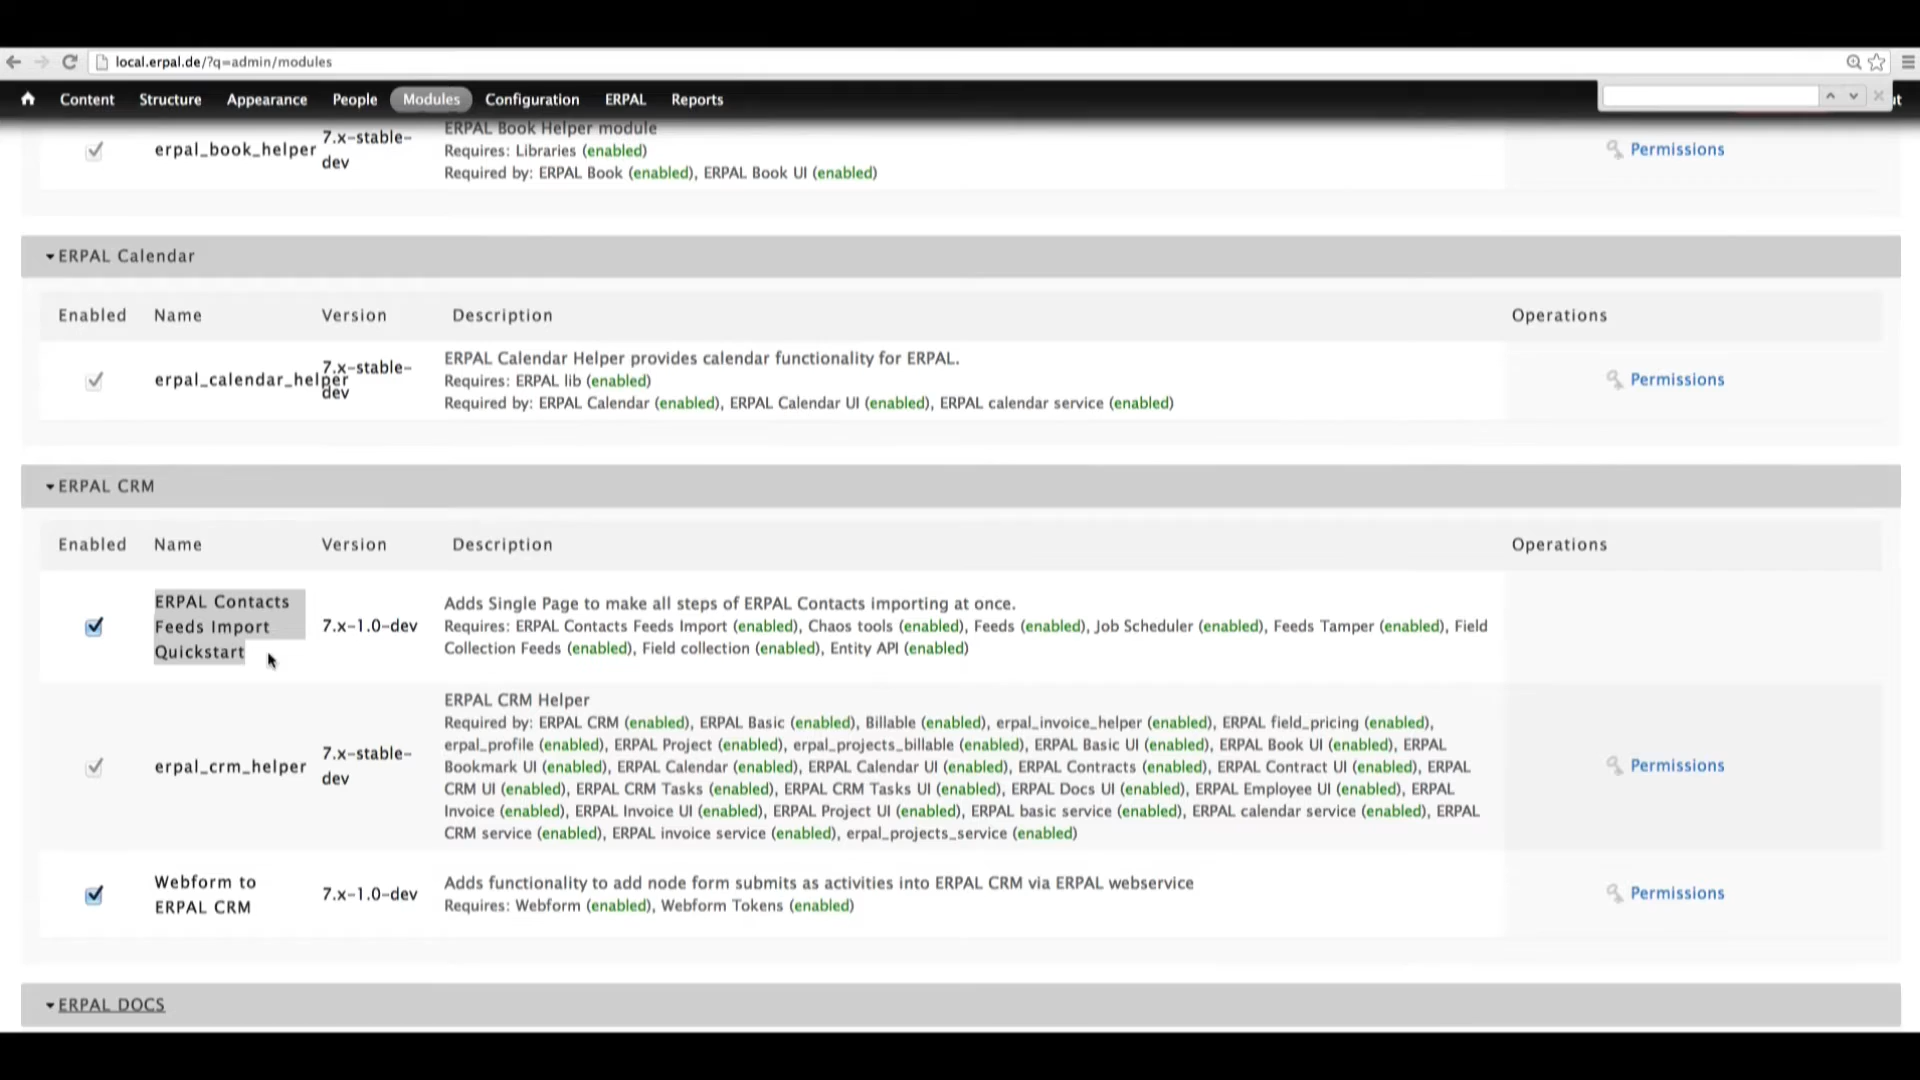 local.erpal.de/?q=admin/modules
Content Structure Appearance People Modules Configuration ERPAL Reports
erpal_book_helper
7.x-stable-
dev
ERPAL Book Helper module
Requires: Libraries (enabled)
Required by: ERPAL Book (enabled), ERPAL Book UI (enabled)
Permissions
ERPAL Calendar
Enabled Name Version Description Operations
erpal_calendar_helper
7.x-stable-
dev
ERPAL Calendar Helper provides calendar functionality for ERPAL.
Requires: ERPAL lib (enabled)
Required by: ERPAL Calendar (enabled), ERPAL Calendar UI (enabled), ERPAL calendar service (enabled)
Permissions
ERPAL CRM
Enabled Name Version Description Operations
ERPAL Contacts
Feeds Import
Quickstart
7.x-1.0-dev
Adds Single Page to make all steps of ERPAL Contacts importing at once.
Requires: ERPAL Contacts Feeds Import (enabled), Chaos tools (enabled), Feeds (enabled), Job Scheduler (enabled), Feeds Tamper (enabled), Field
Collection Feeds (enabled), Field collection (enabled), Entity API (enabled)
erpal_crm_helper
7.x-stable-
dev
ERPAL CRM Helper
Required by: ERPAL CRM (enabled), ERPAL Basic (enabled), Billable (enabled), erpal_invoice_helper (enabled), ERPAL field_pricing (enabled),
erpal_profile (enabled), ERPAL Project (enabled), erpal_projects_billable (enabled), ERPAL Basic UI (enabled), ERPAL Book UI (enabled), ERPAL
Bookmark UI (enabled), ERPAL Calendar (enabled), ERPAL Calendar UI (enabled), ERPAL Contracts (enabled), ERPAL Contract UI (enabled), ERPAL
CRM UI (enabled), ERPAL CRM Tasks (enabled), ERPAL CRM Tasks UI (enabled), ERPAL Docs UI (enabled), ERPAL Employee UI (enabled), ERPAL
Invoice (enabled), ERPAL Invoice UI (enabled), ERPAL Project UI (enabled), ERPAL basic service (enabled), ERPAL calendar service (enabled), ERPAL
CRM service (enabled), ERPAL invoice service (enabled), erpal_projects_service (enabled)
Permissions
Webform to
ERPAL CRM
7.x-1.0-dev
Adds functionality to add node form submits as activities into ERPAL CRM via ERPAL webservice
Requires: Webform (enabled), Webform Tokens (enabled)
Permissions
ERPAL DOCS